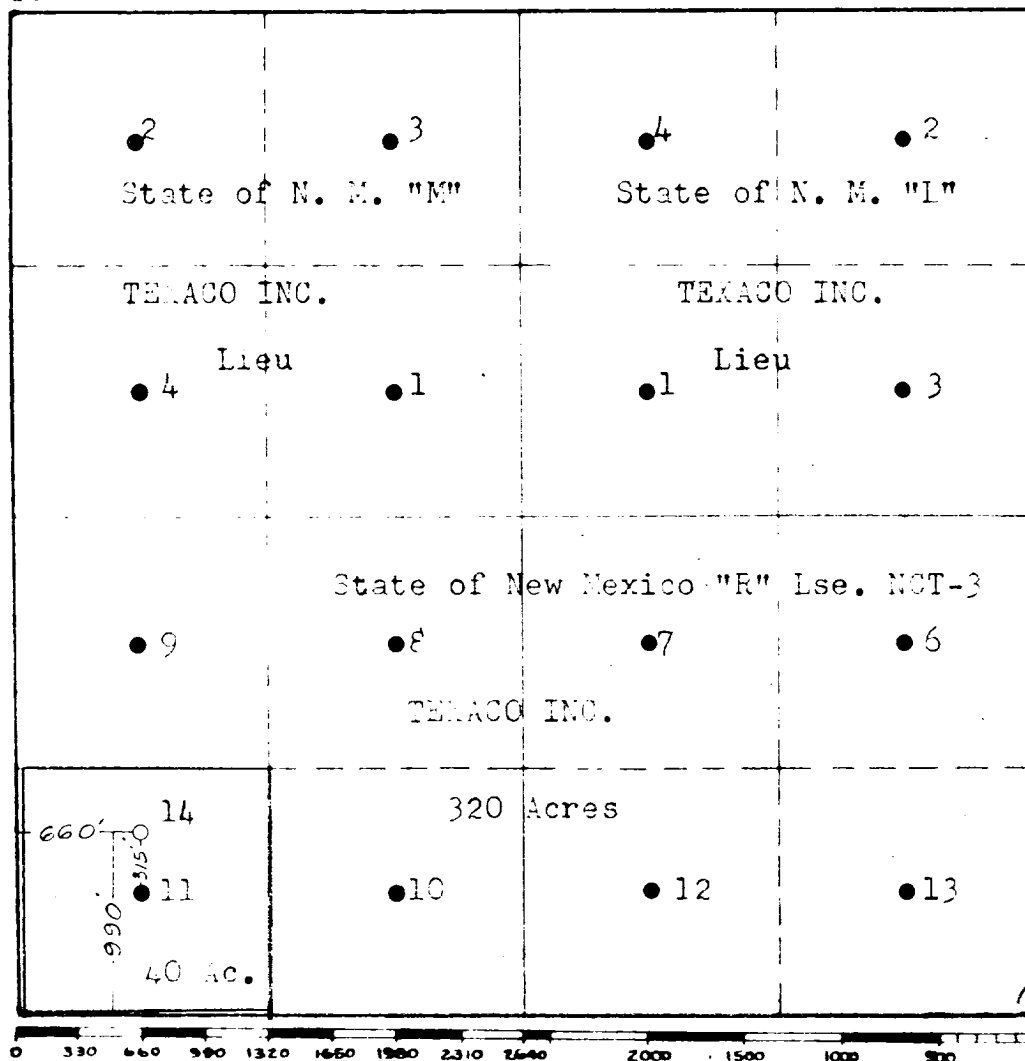 2 3 4 2
State of N. M. "M" State of N. M. "L"
TEXACO INC. TEXACO INC.
Lieu Lieu
4 1 1 3
State of New Mexico "R" Lse. NCT-3
9 8 7 6
TEXACO INC.
14 320 Acres
660'
315'
11 10 12 13
990'
40 Ac.
0 330 660 990 1320 1650 1980 2310 2640 2000 1500 1000 500